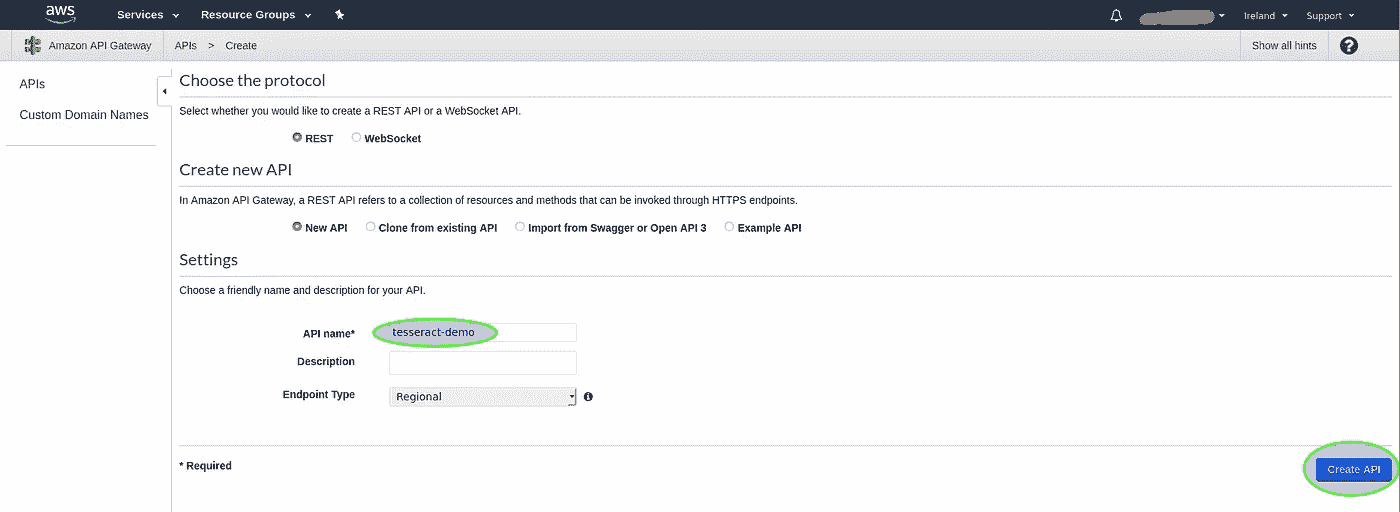 aws Services Resource Groups Ireland Support
Amazon API Gateway APIs > Create Show all hints ?
APIs
Custom Domain Names
Choose the protocol
Select whether you would like to create a REST API or a WebSocket API.
REST WebSocket
Create new API
In Amazon API Gateway, a REST API refers to a collection of resources and methods that can be invoked through HTTPS endpoints.
New API Clone from existing API Import from Swagger or Open API 3 Example API
Settings
Choose a friendly name and description for your API.
API name* tesseract-demo
Description
Endpoint Type Regional
* Required
Create API